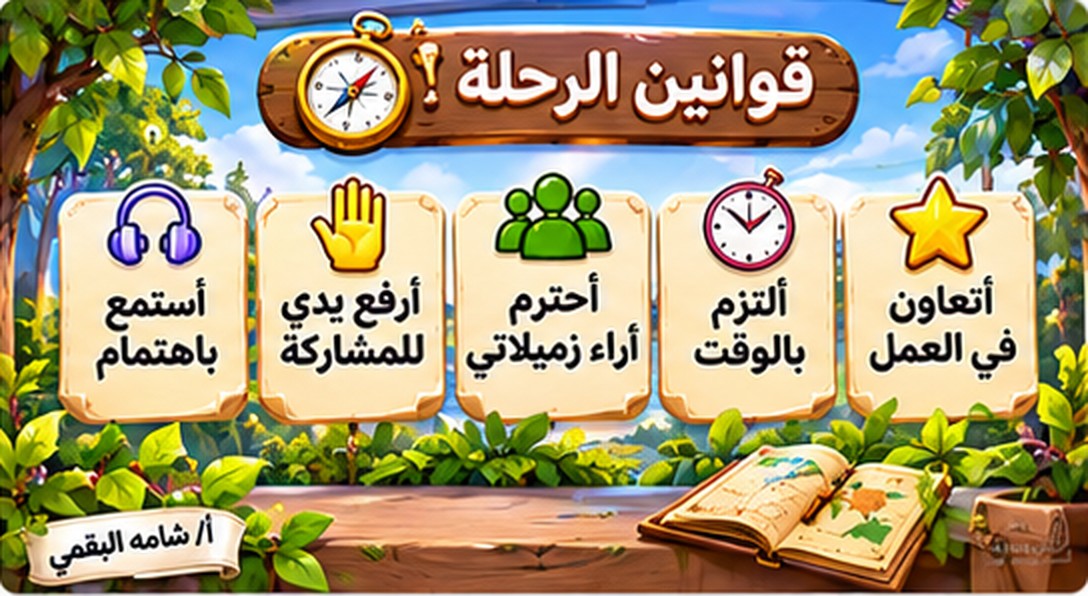 قوانين الرحلة !
أتعاون
في العمل
ألتزم
بالوقت
أحترم
أراء زميلاتي
أرفع يدي
للمشاركة
أستمع
باهتمام
أ/ شامه البقمي